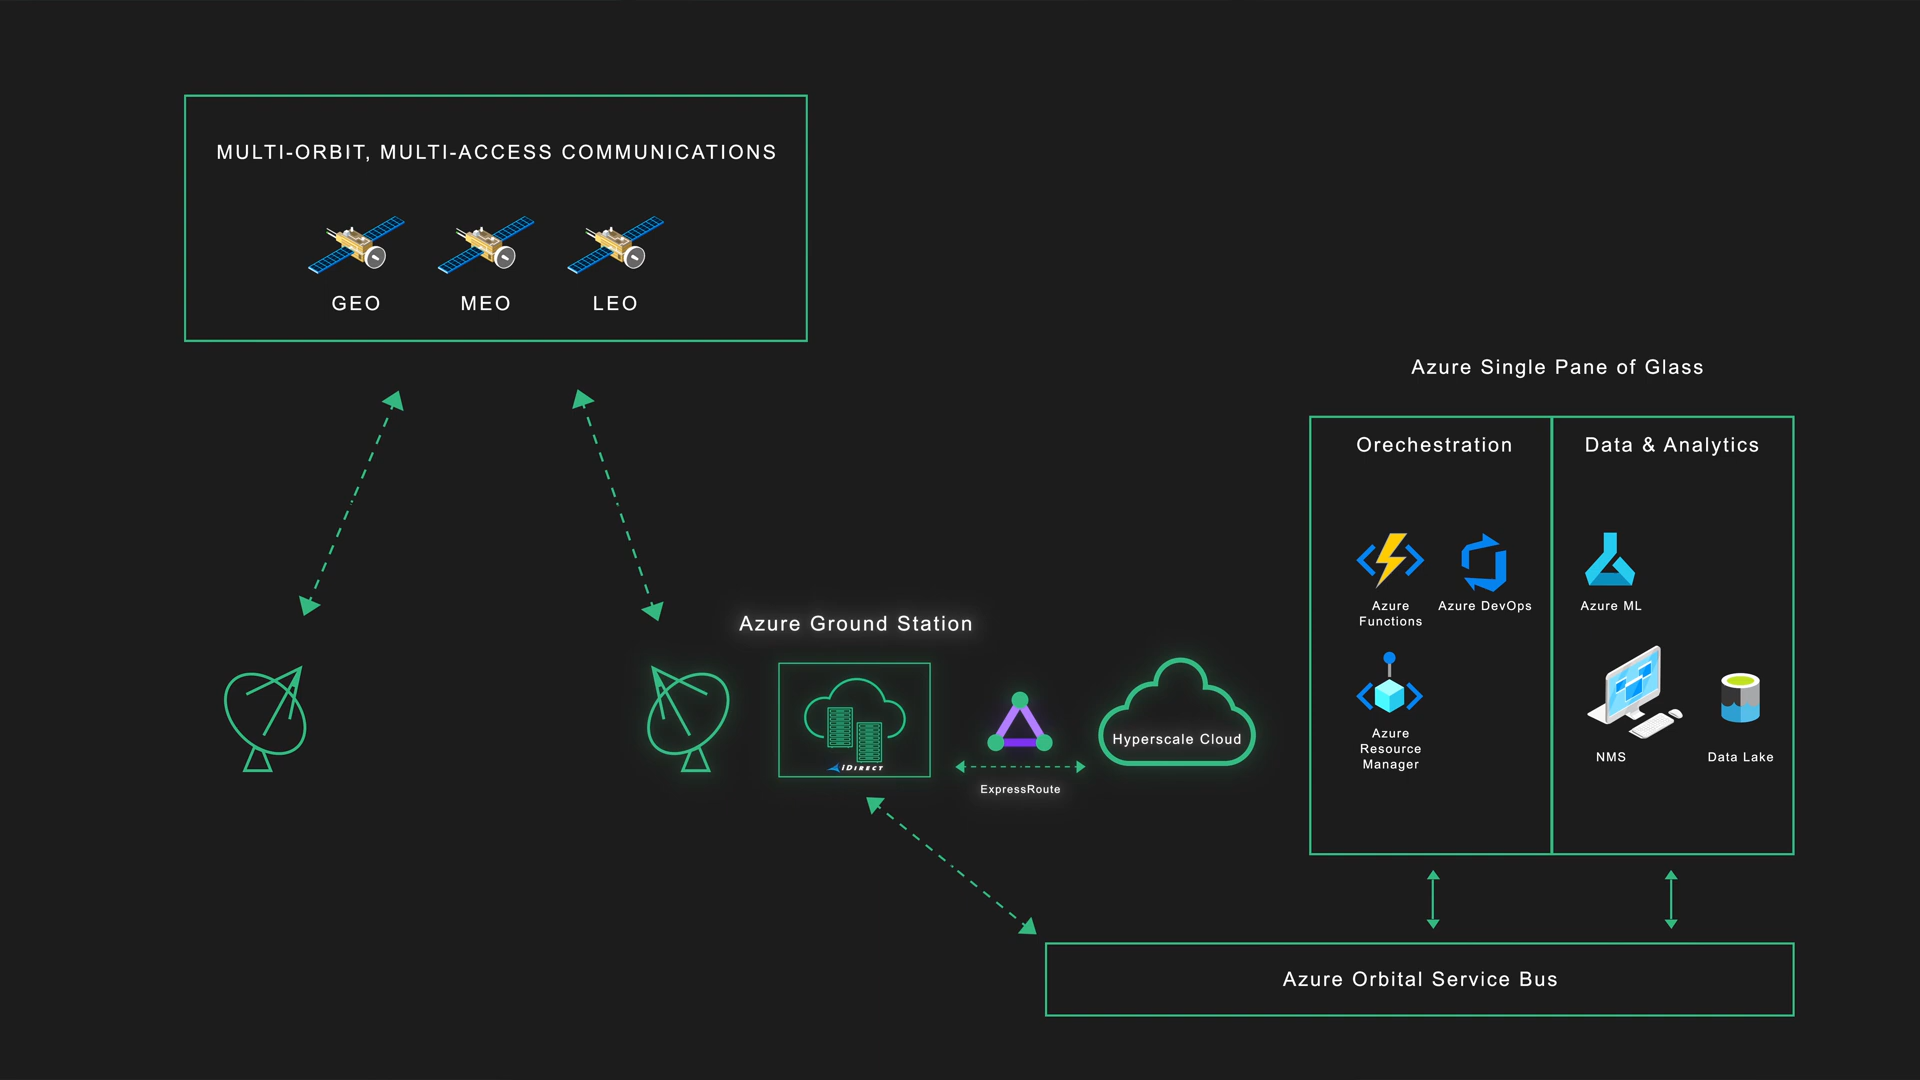 MULTI-ORBIT, MULTI-ACCESS COMMUNICATIONS
GEO
MEO
LEO
Azure Single Pane of Glass
Orechestration
Data & Analytics
Azure
Functions
Azure DevOps
Azure ML
Azure
Resource
Manager
NMS
Data Lake
Azure Ground Station
iDIRECT
ExpressRoute
Hyperscale Cloud
Azure Orbital Service Bus